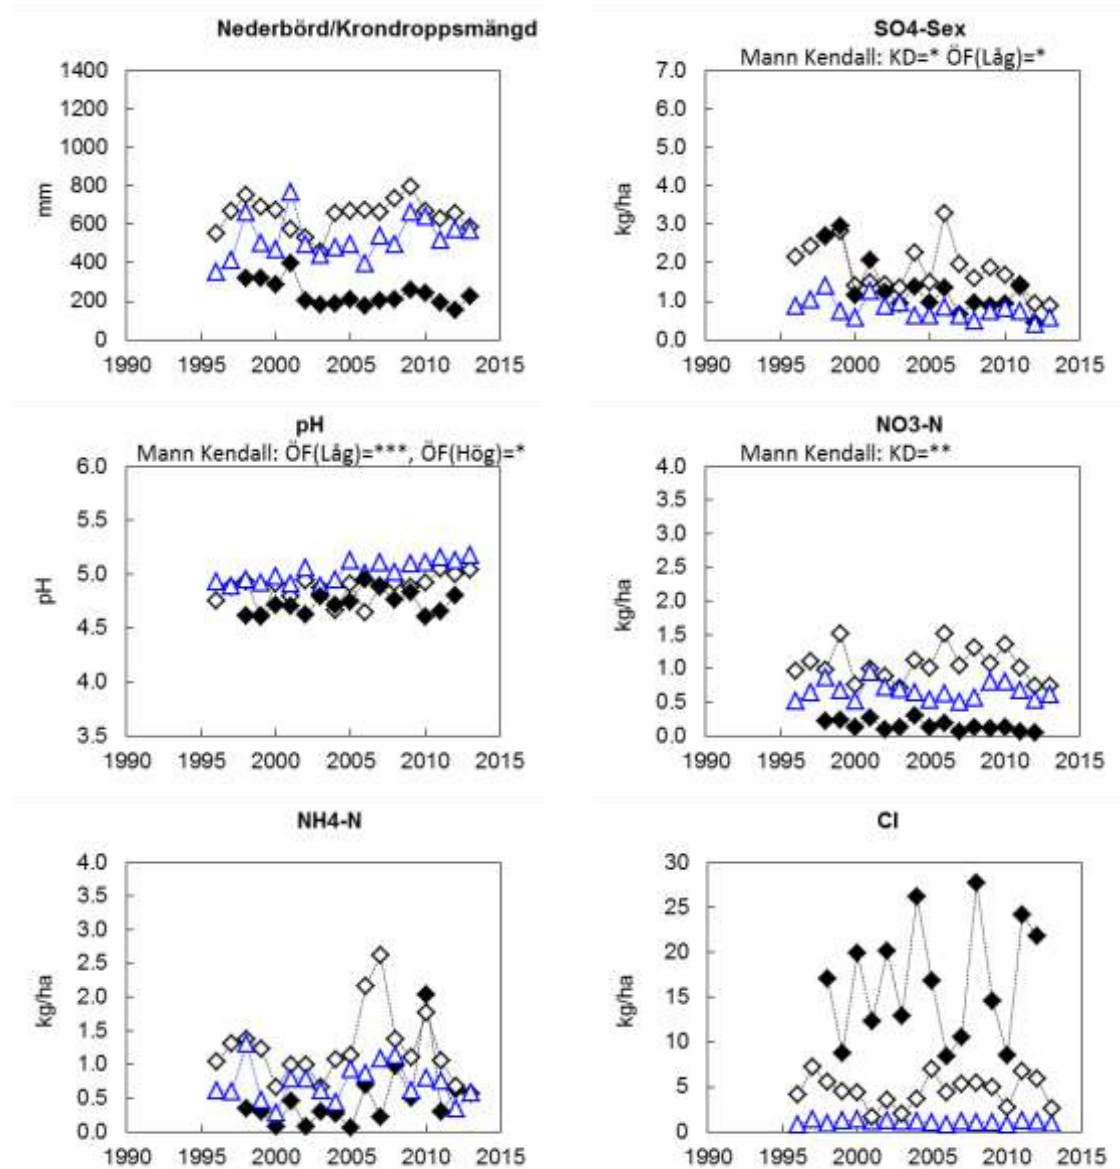 Nederbörd/Krondroppsmängd
1400
1200
1000
800
600
400
200
0
mm
1990 1995 2000 2005 2010 2015
SO4-Sex
Mann Kendall: KD=* ÖF(Låg)=*
7.0
6.0
5.0
4.0
3.0
2.0
1.0
0.0
kg/ha
1990 1995 2000 2005 2010 2015
pH
Mann Kendall: ÖF(Låg)=***, ÖF(Hög)=*
6.0
5.5
5.0
4.5
4.0
3.5
pH
1990 1995 2000 2005 2010 2015
NO3-N
Mann Kendall: KD=**
4.0
3.5
3.0
2.5
2.0
1.5
1.0
0.5
0.0
kg/ha
1990 1995 2000 2005 2010 2015
NH4-N
4.0
3.5
3.0
2.5
2.0
1.5
1.0
0.5
0.0
kg/ha
1990 1995 2000 2005 2010 2015
Cl
30
25
20
15
10
5
0
kg/ha
1990 1995 2000 2005 2010 2015